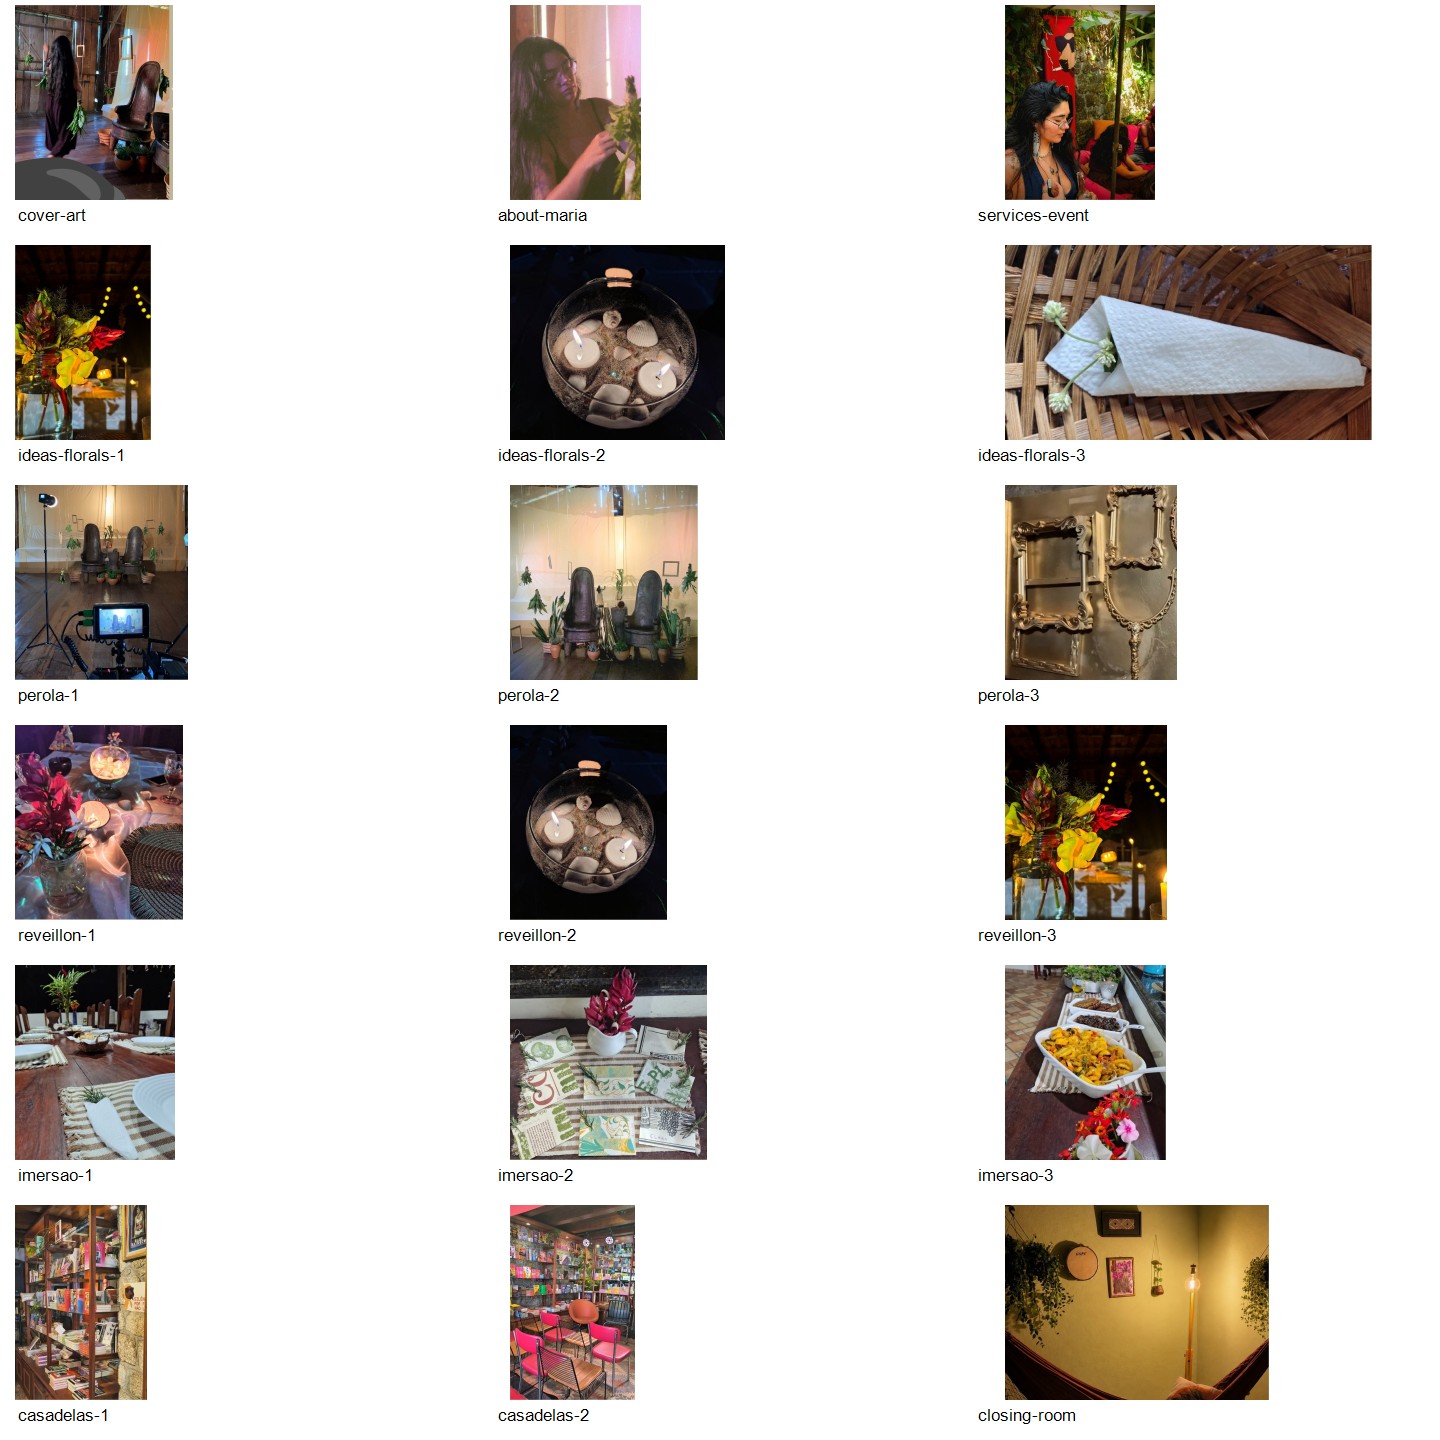 cover-art
about-maria
services-event
ideas-florals-1
ideas-florals-2
ideas-florals-3
perola-1
perola-2
perola-3
reveillon-1
reveillon-2
reveillon-3
imersao-1
imersao-2
imersao-3
casadelas-1
casadelas-2
closing-room